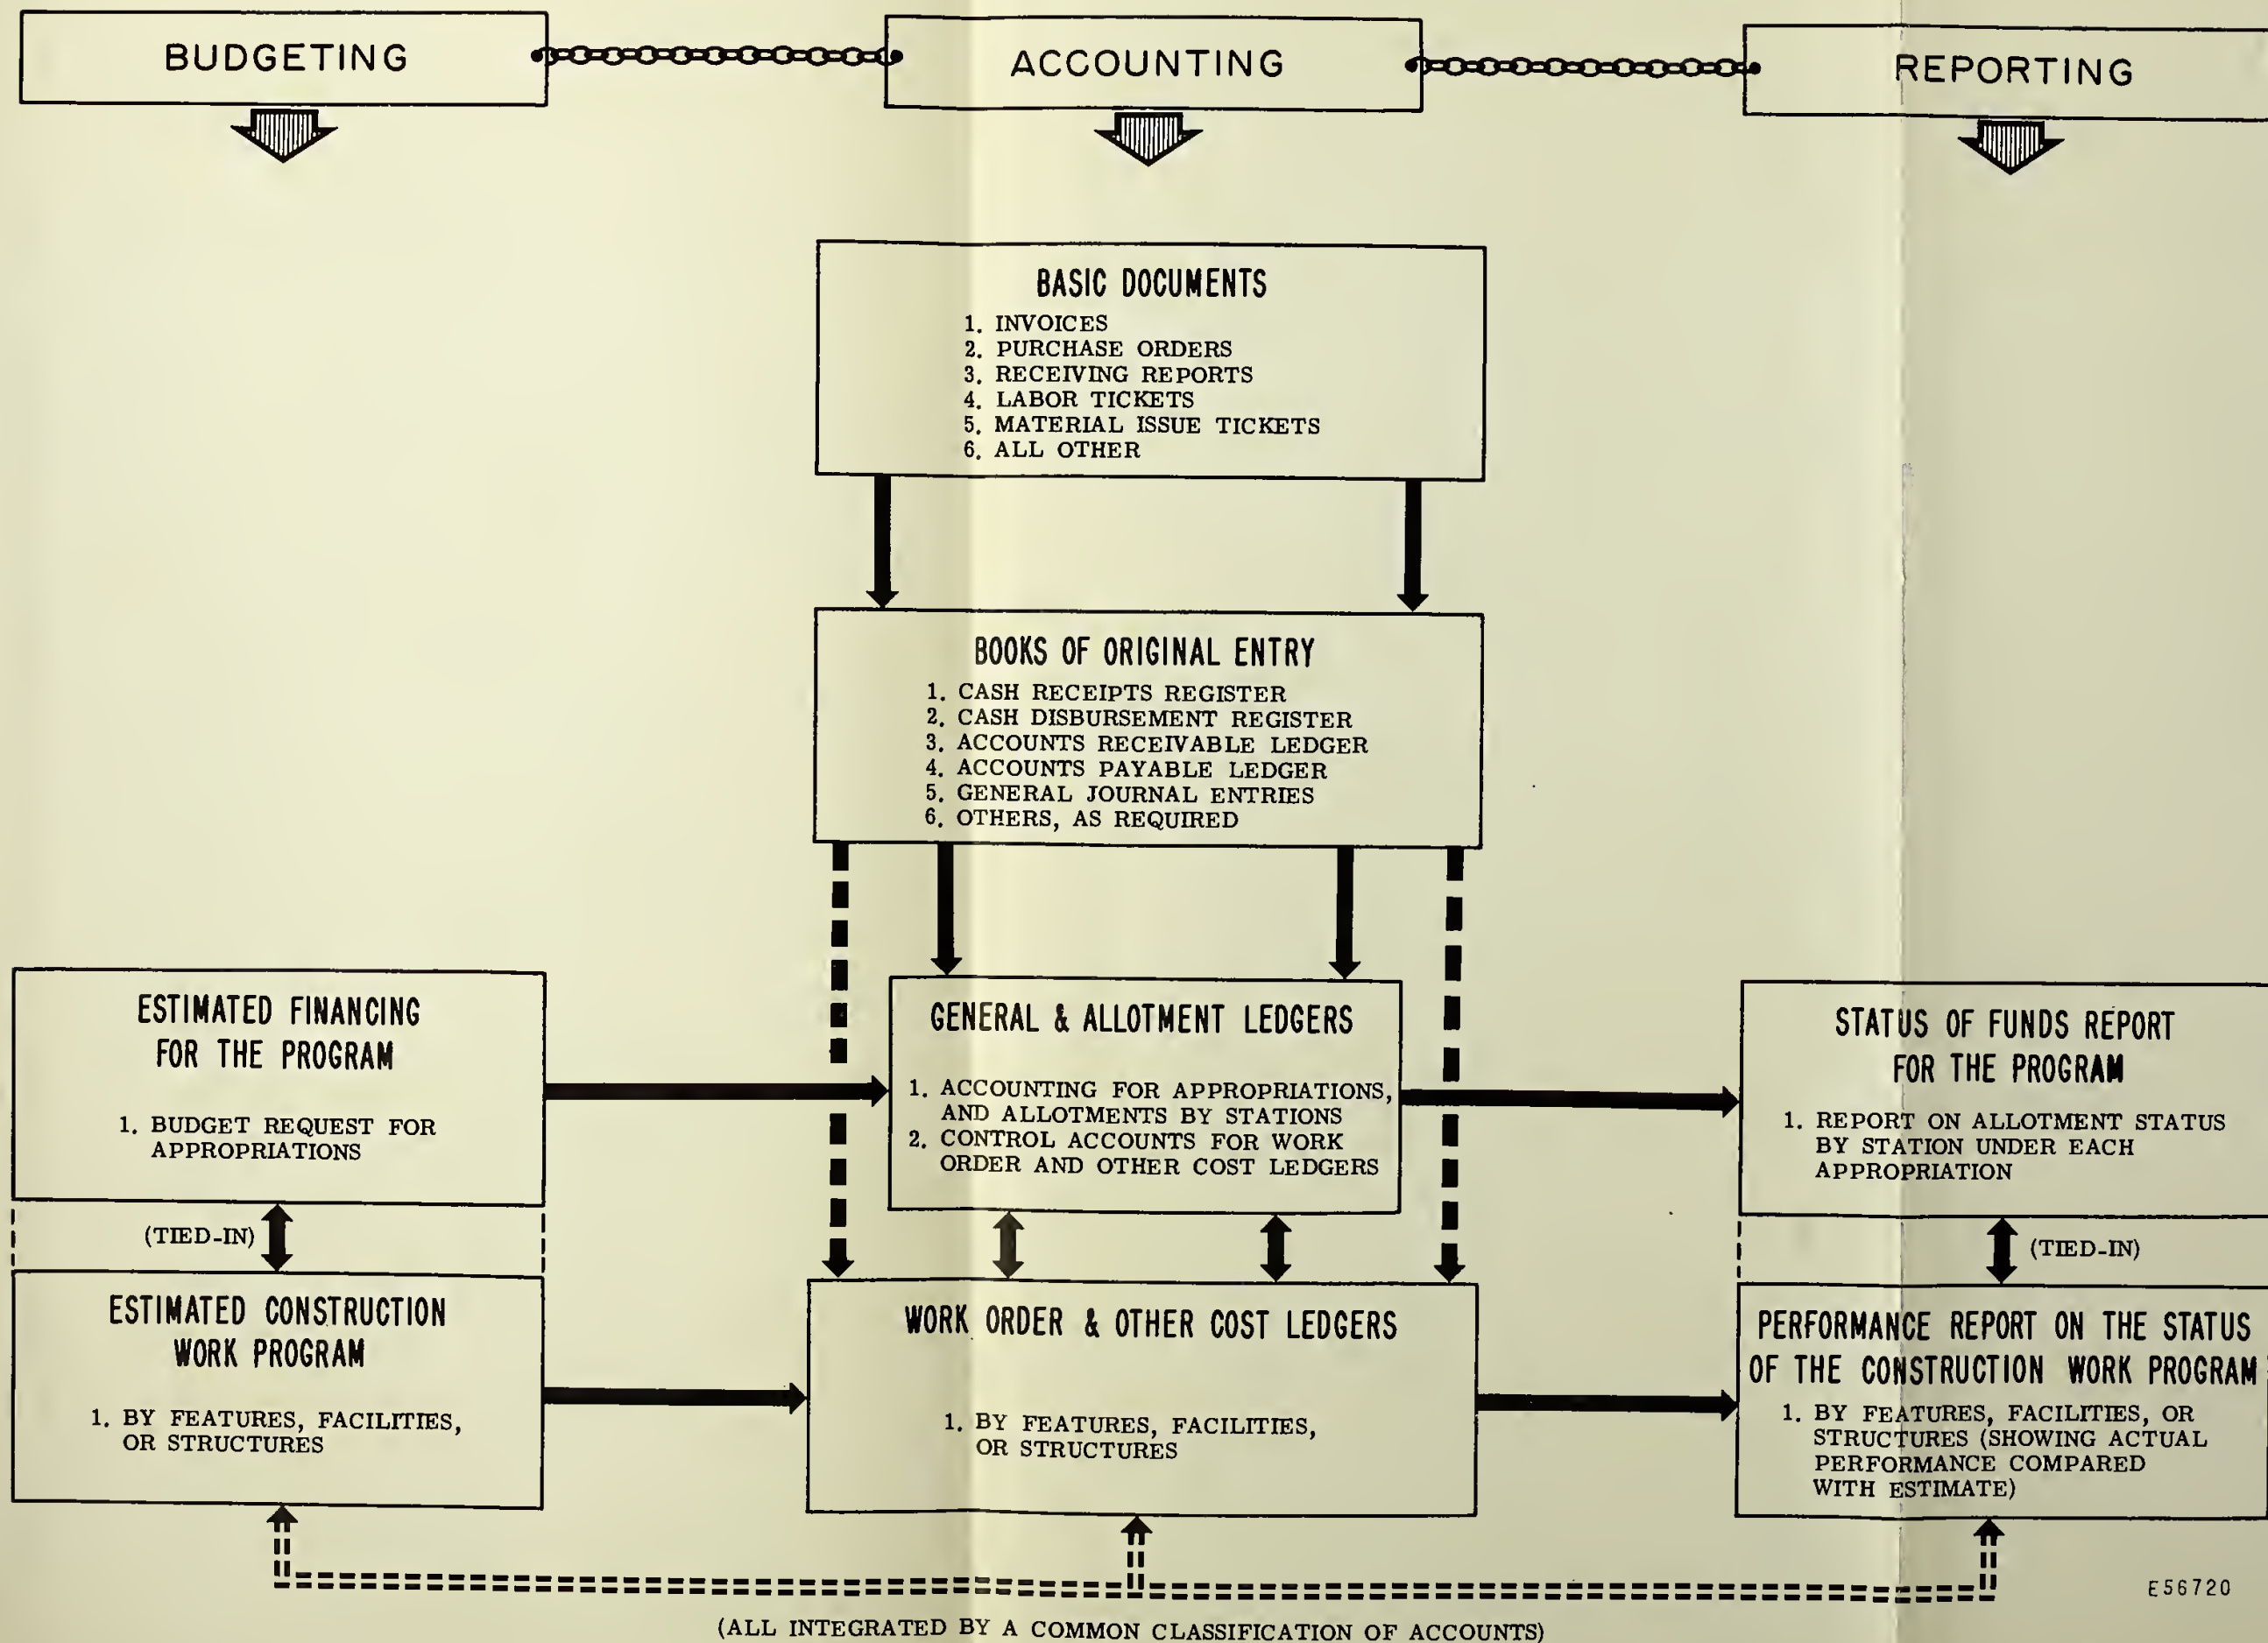 BUDGETING
ACCOUNTING
REPORTING
BASIC DOCUMENTS
1. INVOICES
2. PURCHASE ORDERS
3. RECEIVING REPORTS
4. LABOR TICKETS
5. MATERIAL ISSUE TICKETS
6. ALL OTHER
BOOKS OF ORIGINAL ENTRY
1. CASH RECEIPTS REGISTER
2. CASH DISBURSEMENT REGISTER
3. ACCOUNTS RECEIVABLE LEDGER
4. ACCOUNTS PAYABLE LEDGER
5. GENERAL JOURNAL ENTRIES
6. OTHERS, AS REQUIRED
ESTIMATED FINANCING
FOR THE PROGRAM
1. BUDGET REQUEST FOR
APPROPRIATIONS
GENERAL & ALLOTMENT LEDGERS
1. ACCOUNTING FOR APPROPRIATIONS,
AND ALLOTMENTS BY STATIONS
2. CONTROL ACCOUNTS FOR WORK
ORDER AND OTHER COST LEDGERS
STATUS OF FUNDS REPORT
FOR THE PROGRAM
1. REPORT ON ALLOTMENT STATUS
BY STATION UNDER EACH
APPROPRIATION
(TIED-IN)
(TIED-IN)
ESTIMATED CONSTRUCTION
WORK PROGRAM
1. BY FEATURES, FACILITIES,
OR STRUCTURES
WORK ORDER & OTHER COST LEDGERS
1. BY FEATURES, FACILITIES,
OR STRUCTURES
PERFORMANCE REPORT ON THE STATUS
OF THE CONSTRUCTION WORK PROGRAM
1. BY FEATURES, FACILITIES, OR
STRUCTURES (SHOWING ACTUAL
PERFORMANCE COMPARED
WITH ESTIMATE)
E56720
(ALL INTEGRATED BY A COMMON CLASSIFICATION OF ACCOUNTS)